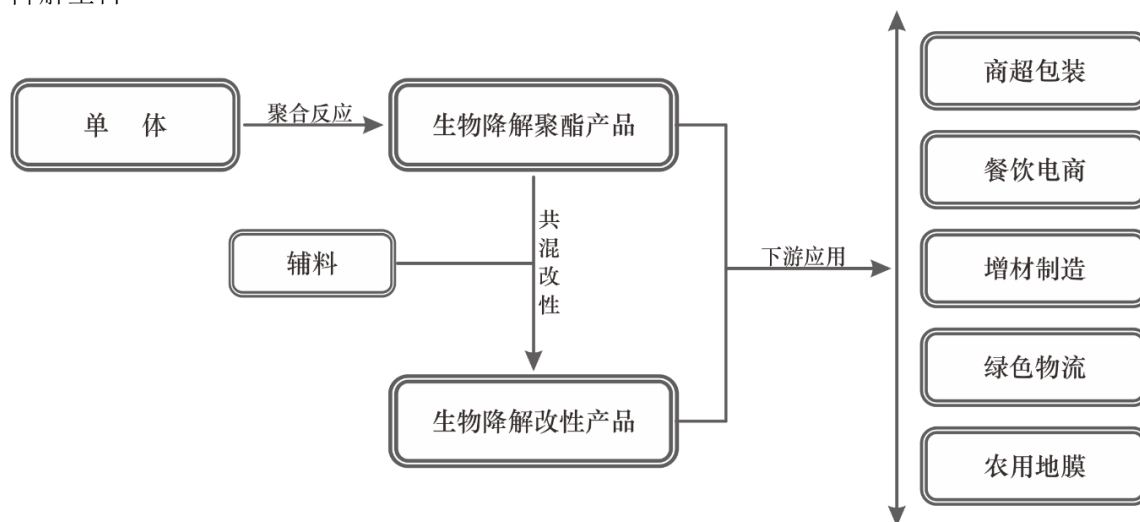 单 体
聚合反应
生物降解聚酯产品
辅料
共混改性
生物降解改性产品
下游应用
商超包装
餐饮电商
增材制造
绿色物流
农用地膜